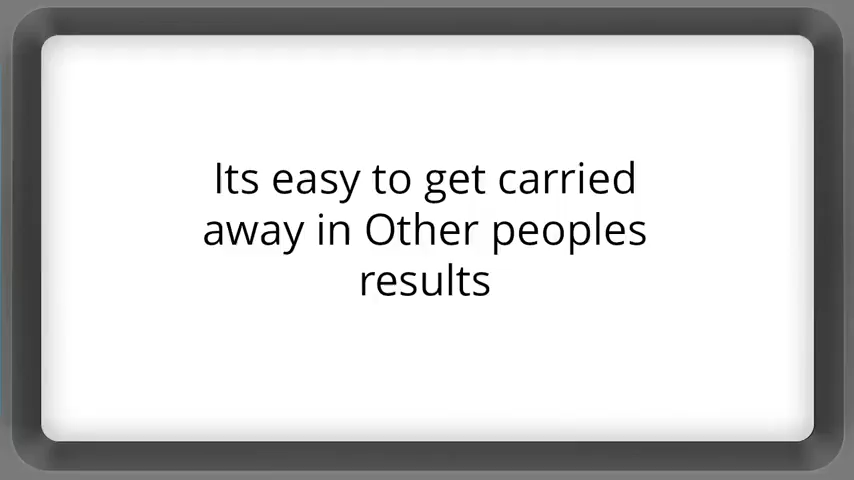 Its easy to get carried
away in Other peoples
results